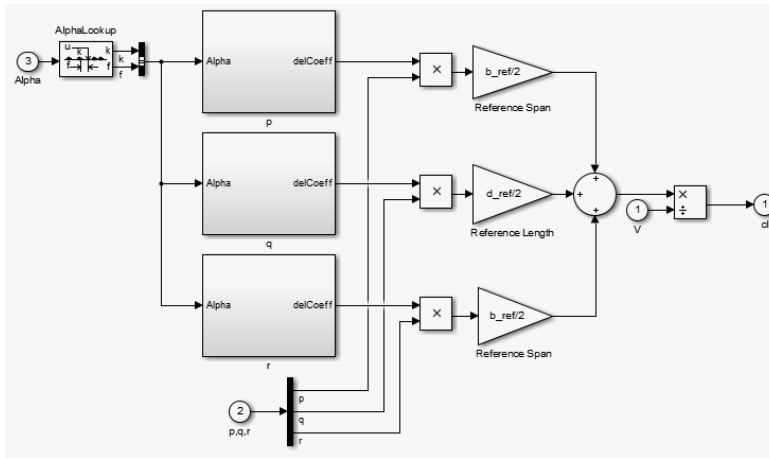 AlphaLookup
u
k
f
k
f
k
f
3
Alpha
Alpha
delCoeff
p
×
b_ref/2
Reference Span
Alpha
delCoeff
q
×
d_ref/2
Reference Length
+
+
+
1
V
×
÷
1
cl
Alpha
delCoeff
r
×
b_ref/2
Reference Span
2
p,q,r
p
q
r